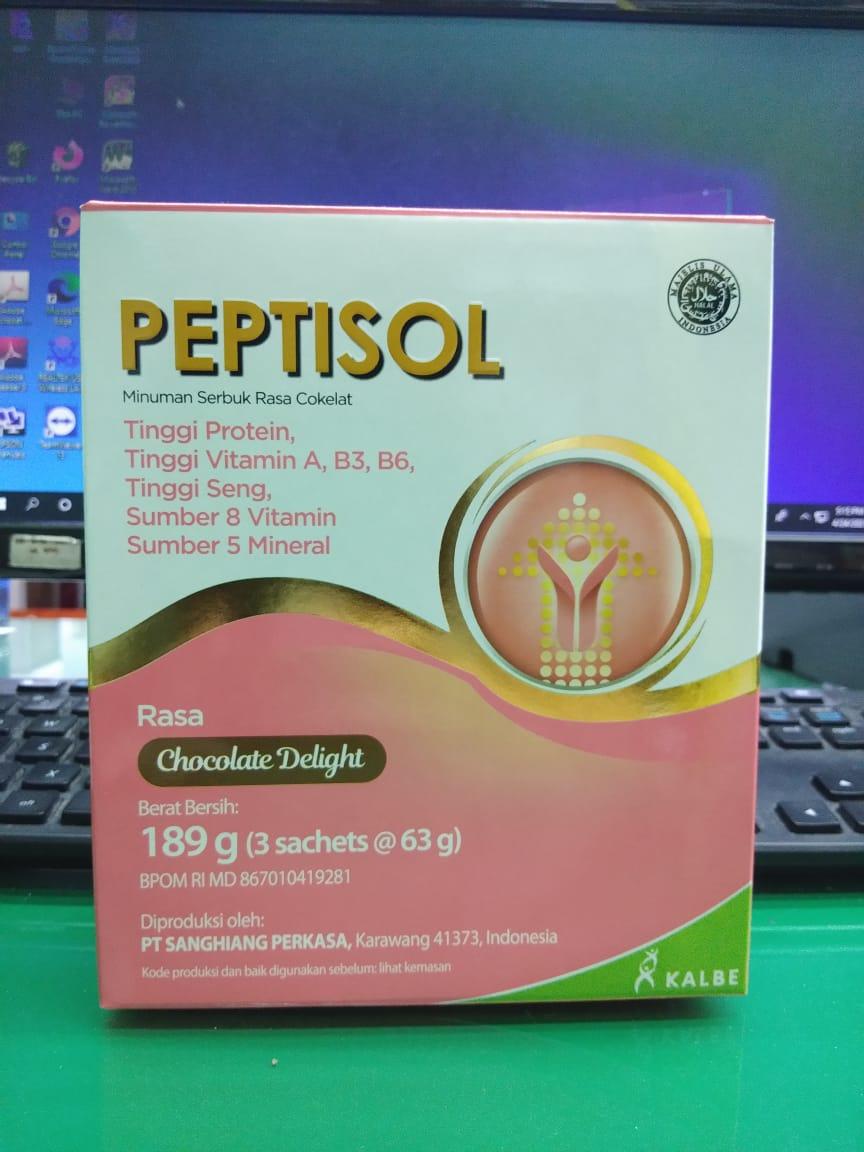 PEPTISOL
Minuman Serbuk Rasa Cokelat
Tinggi Protein,
Tinggi Vitamin A, B3, B6,
Tinggi Seng,
Sumber 8 Vitamin
Sumber 5 Mineral
MAJELIS ULAMA
حلال
HALAL
INDONESIA
Rasa
Chocolate Delight
Berat Bersih:
189 g (3 sachets @ 63 g)
BPOM RI MD 867010419281
Diproduksi oleh:
PT SANGHIANG PERKASA, Karawang 41373, Indonesia
Kode produksi dan baik digunakan sebelum: lihat kemasan
KALBE